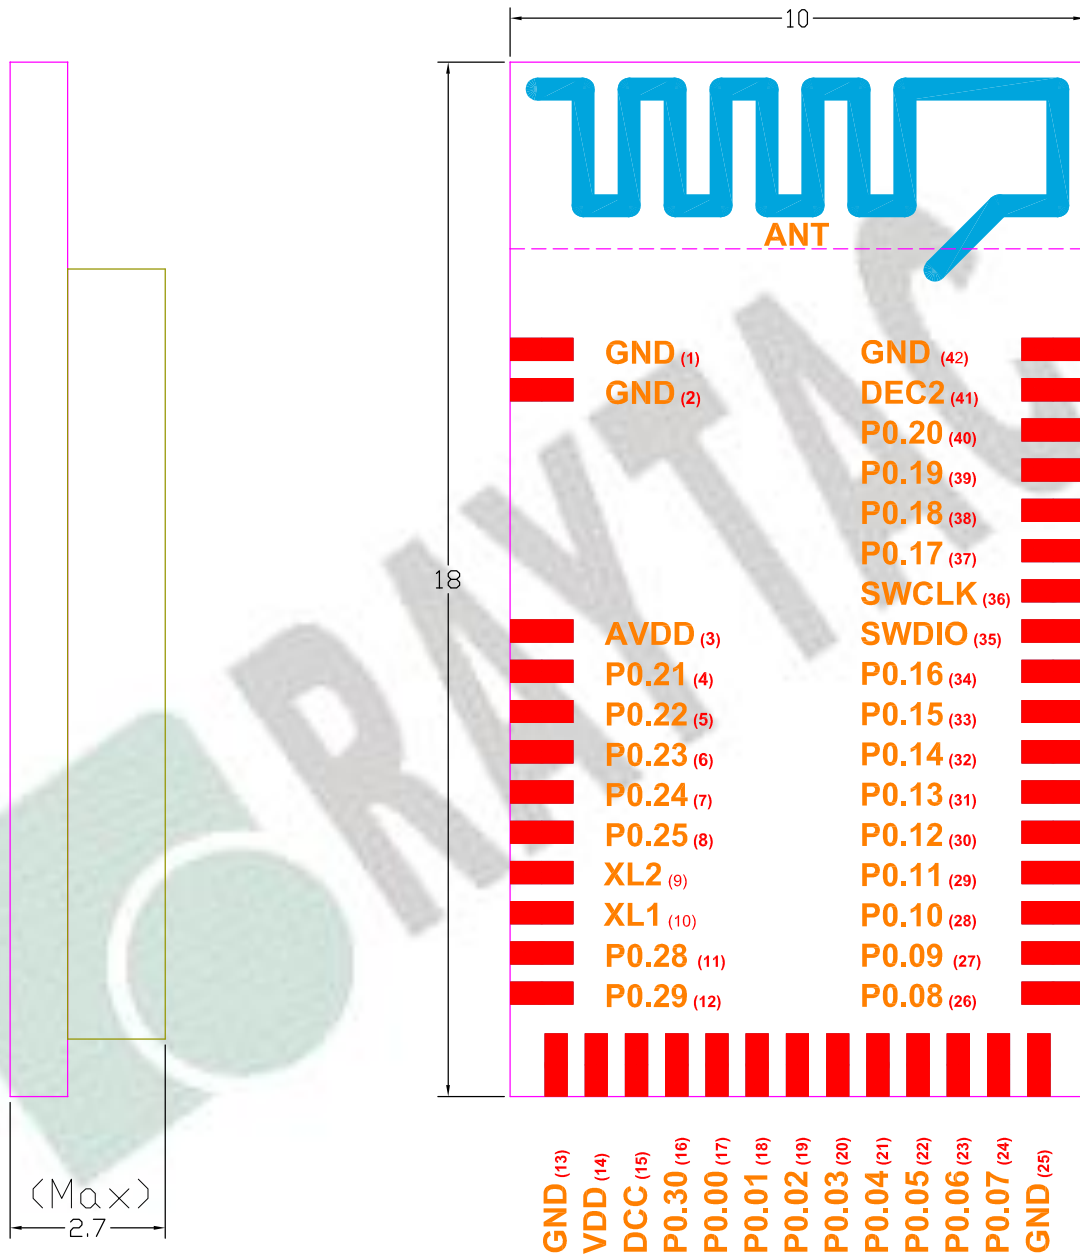 10
ANT
GND (1)
GND (2)
AVDD (3)
P0.21 (4)
P0.22 (5)
P0.23 (6)
P0.24 (7)
P0.25 (8)
XL2 (9)
XL1 (10)
P0.28 (11)
P0.29 (12)
GND (42)
DEC2 (41)
P0.20 (40)
P0.19 (39)
P0.18 (38)
P0.17 (37)
SWCLK (36)
SWDIO (35)
P0.16 (34)
P0.15 (33)
P0.14 (32)
P0.13 (31)
P0.12 (30)
P0.11 (29)
P0.10 (28)
P0.09 (27)
P0.08 (26)
18
RAYTAC
GND (13)
VDD (14)
DCC (15)
P0.30 (16)
P0.00 (17)
P0.01 (18)
P0.02 (19)
P0.03 (20)
P0.04 (21)
P0.05 (22)
P0.06 (23)
P0.07 (24)
GND (25)
(Max)
2.7